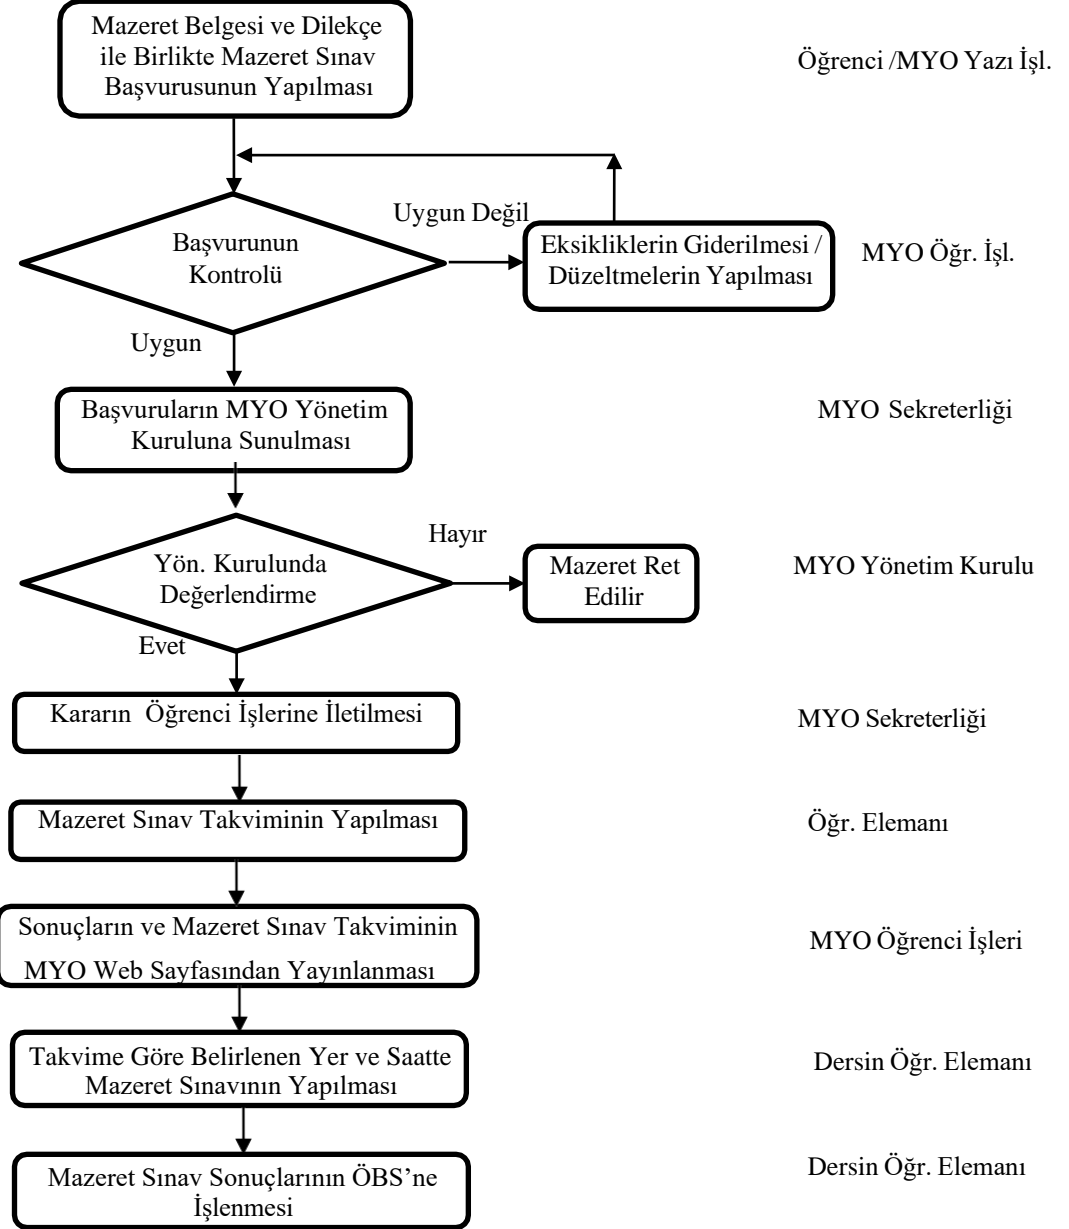 Mazeret Belgesi ve Dilekçe
ile Birlikte Mazeret Sınav
Başvurusunun Yapılması
Öğrenci /MYO Yazı İşl.
Uygun Değil
Başvurunun
Kontrolü
Eksikliklerin Giderilmesi /
Düzeltmelerin Yapılması
MYO Öğr. İşl.
Uygun
Başvuruların MYO Yönetim
Kuruluna Sunulması
MYO Sekreterliği
Hayır
Yön. Kurulunda
Değerlendirme
Mazeret Ret
Edilir
MYO Yönetim Kurulu
Evet
Kararın Öğrenci İşlerine İletilmesi
MYO Sekreterliği
Mazeret Sınav Takviminin Yapılması
Öğr. Elemanı
Sonuçların ve Mazeret Sınav Takviminin
MYO Web Sayfasından Yayınlanması
MYO Öğrenci İşleri
Takvime Göre Belirlenen Yer ve Saatte
Mazeret Sınavının Yapılması
Dersin Öğr. Elemanı
Mazeret Sınav Sonuçlarının ÖBS’ne
İşlenmesi
Dersin Öğr. Elemanı